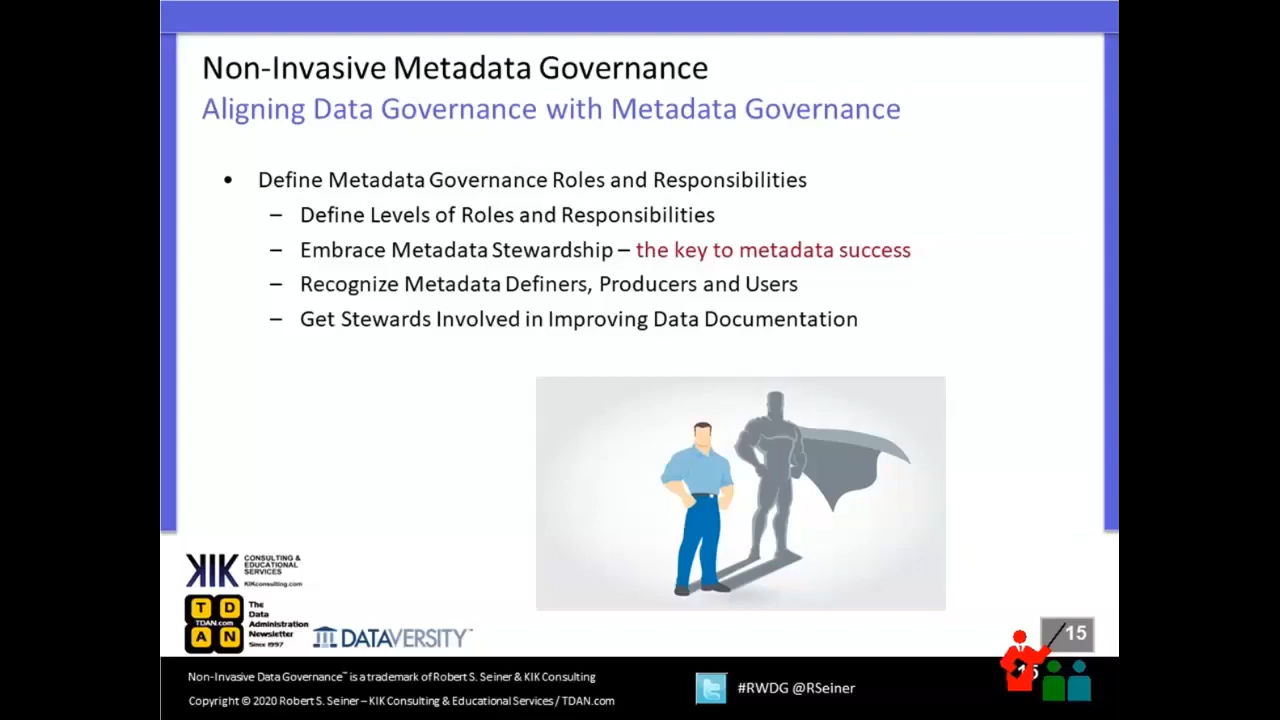 Non-Invasive Metadata Governance
Aligning Data Governance with Metadata Governance
• Define Metadata Governance Roles and Responsibilities
– Define Levels of Roles and Responsibilities
– Embrace Metadata Stewardship – the key to metadata success
– Recognize Metadata Definers, Producers and Users
– Get Stewards Involved in Improving Data Documentation
KIK
CONSULTING &
EDUCATIONAL
SERVICES
KIKconsulting.com
T D
TDAN.com
A N
The
Data
Administration
Newsletter
Since 1997
DATAVERSITY™
15
15
Non-Invasive Data Governance™ is a trademark of Robert S. Seiner & KIK Consulting
Copyright © 2020 Robert S. Seiner – KIK Consulting & Educational Services / TDAN.com
#RWDG @RSeiner